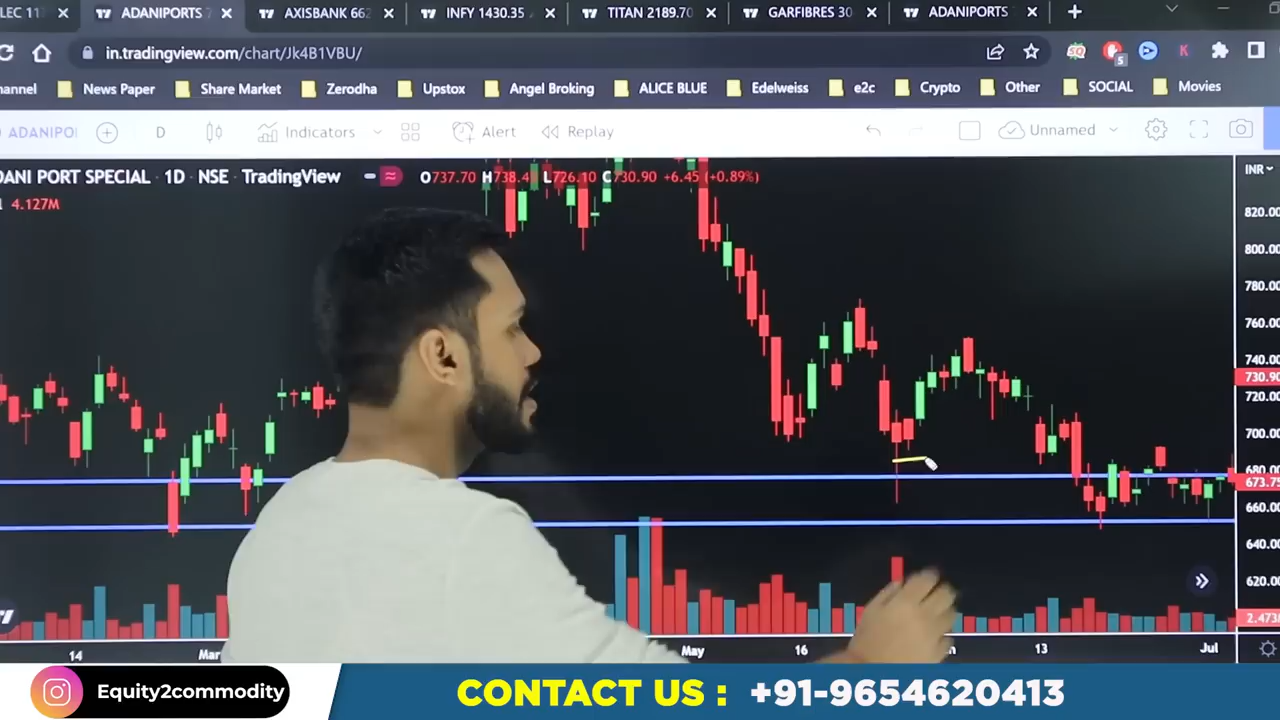 LEC 11
ADANIPORTS 7
AXISBANK 662
INFY 1430.35
TITAN 2189.70
GARFIBRES 30
ADANIPORTS
in.tradingview.com/chart/Jk4B1VBU/
5
K
annel
News Paper
Share Market
Zerodha
Upstox
Angel Broking
ALICE BLUE
Edelweiss
e2c
Crypto
Other
SOCIAL
Movies
ADANIPO
D
Indicators
Alert
Replay
Unnamed
DANI PORT SPECIAL · 1D · NSE · TradingView
O737.70 H738.4 L726.10 C730.90 +6.45 (+0.89%)
INR
4.127M
820.00
800.00
780.00
760.00
740.00
730.90
720.00
700.00
680.00
673.75
660.00
640.00
620.00
2.473
14
Mar
May
16
13
Jul
Equity2commodity
CONTACT US : +91-9654620413